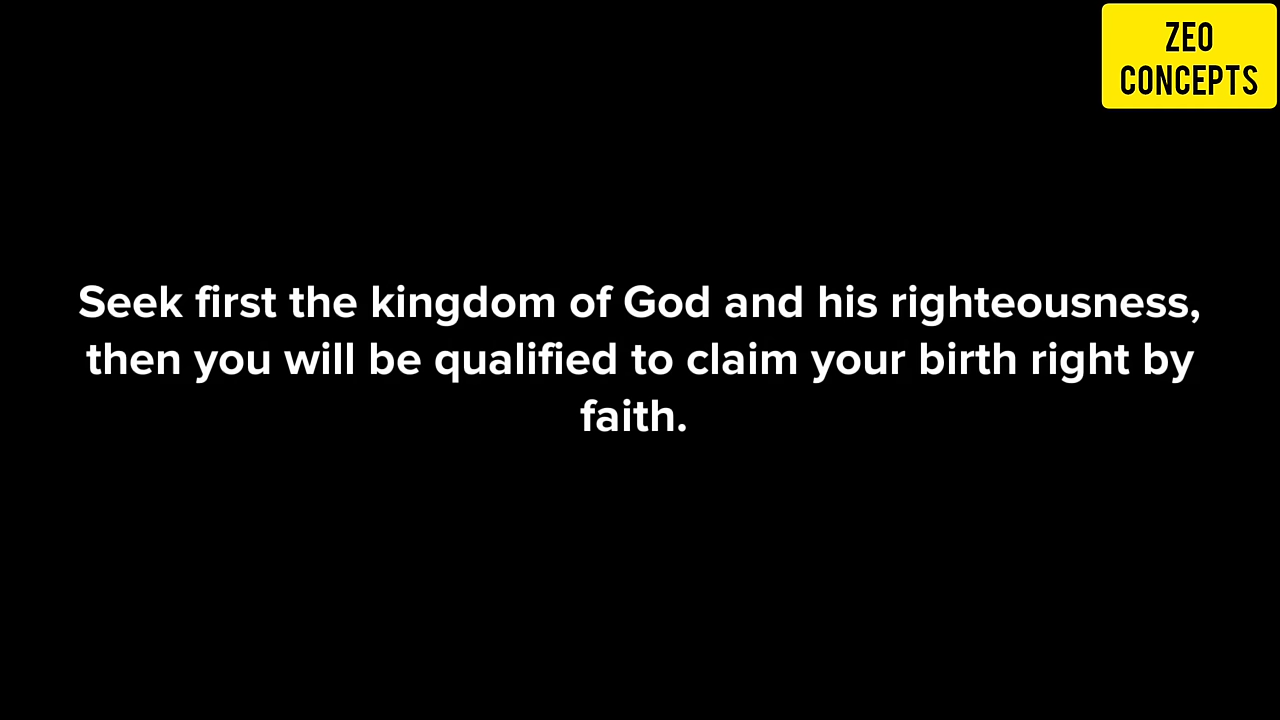 ZEO
CONCEPTS
Seek first the kingdom of God and his righteousness,
then you will be qualified to claim your birth right by
faith.